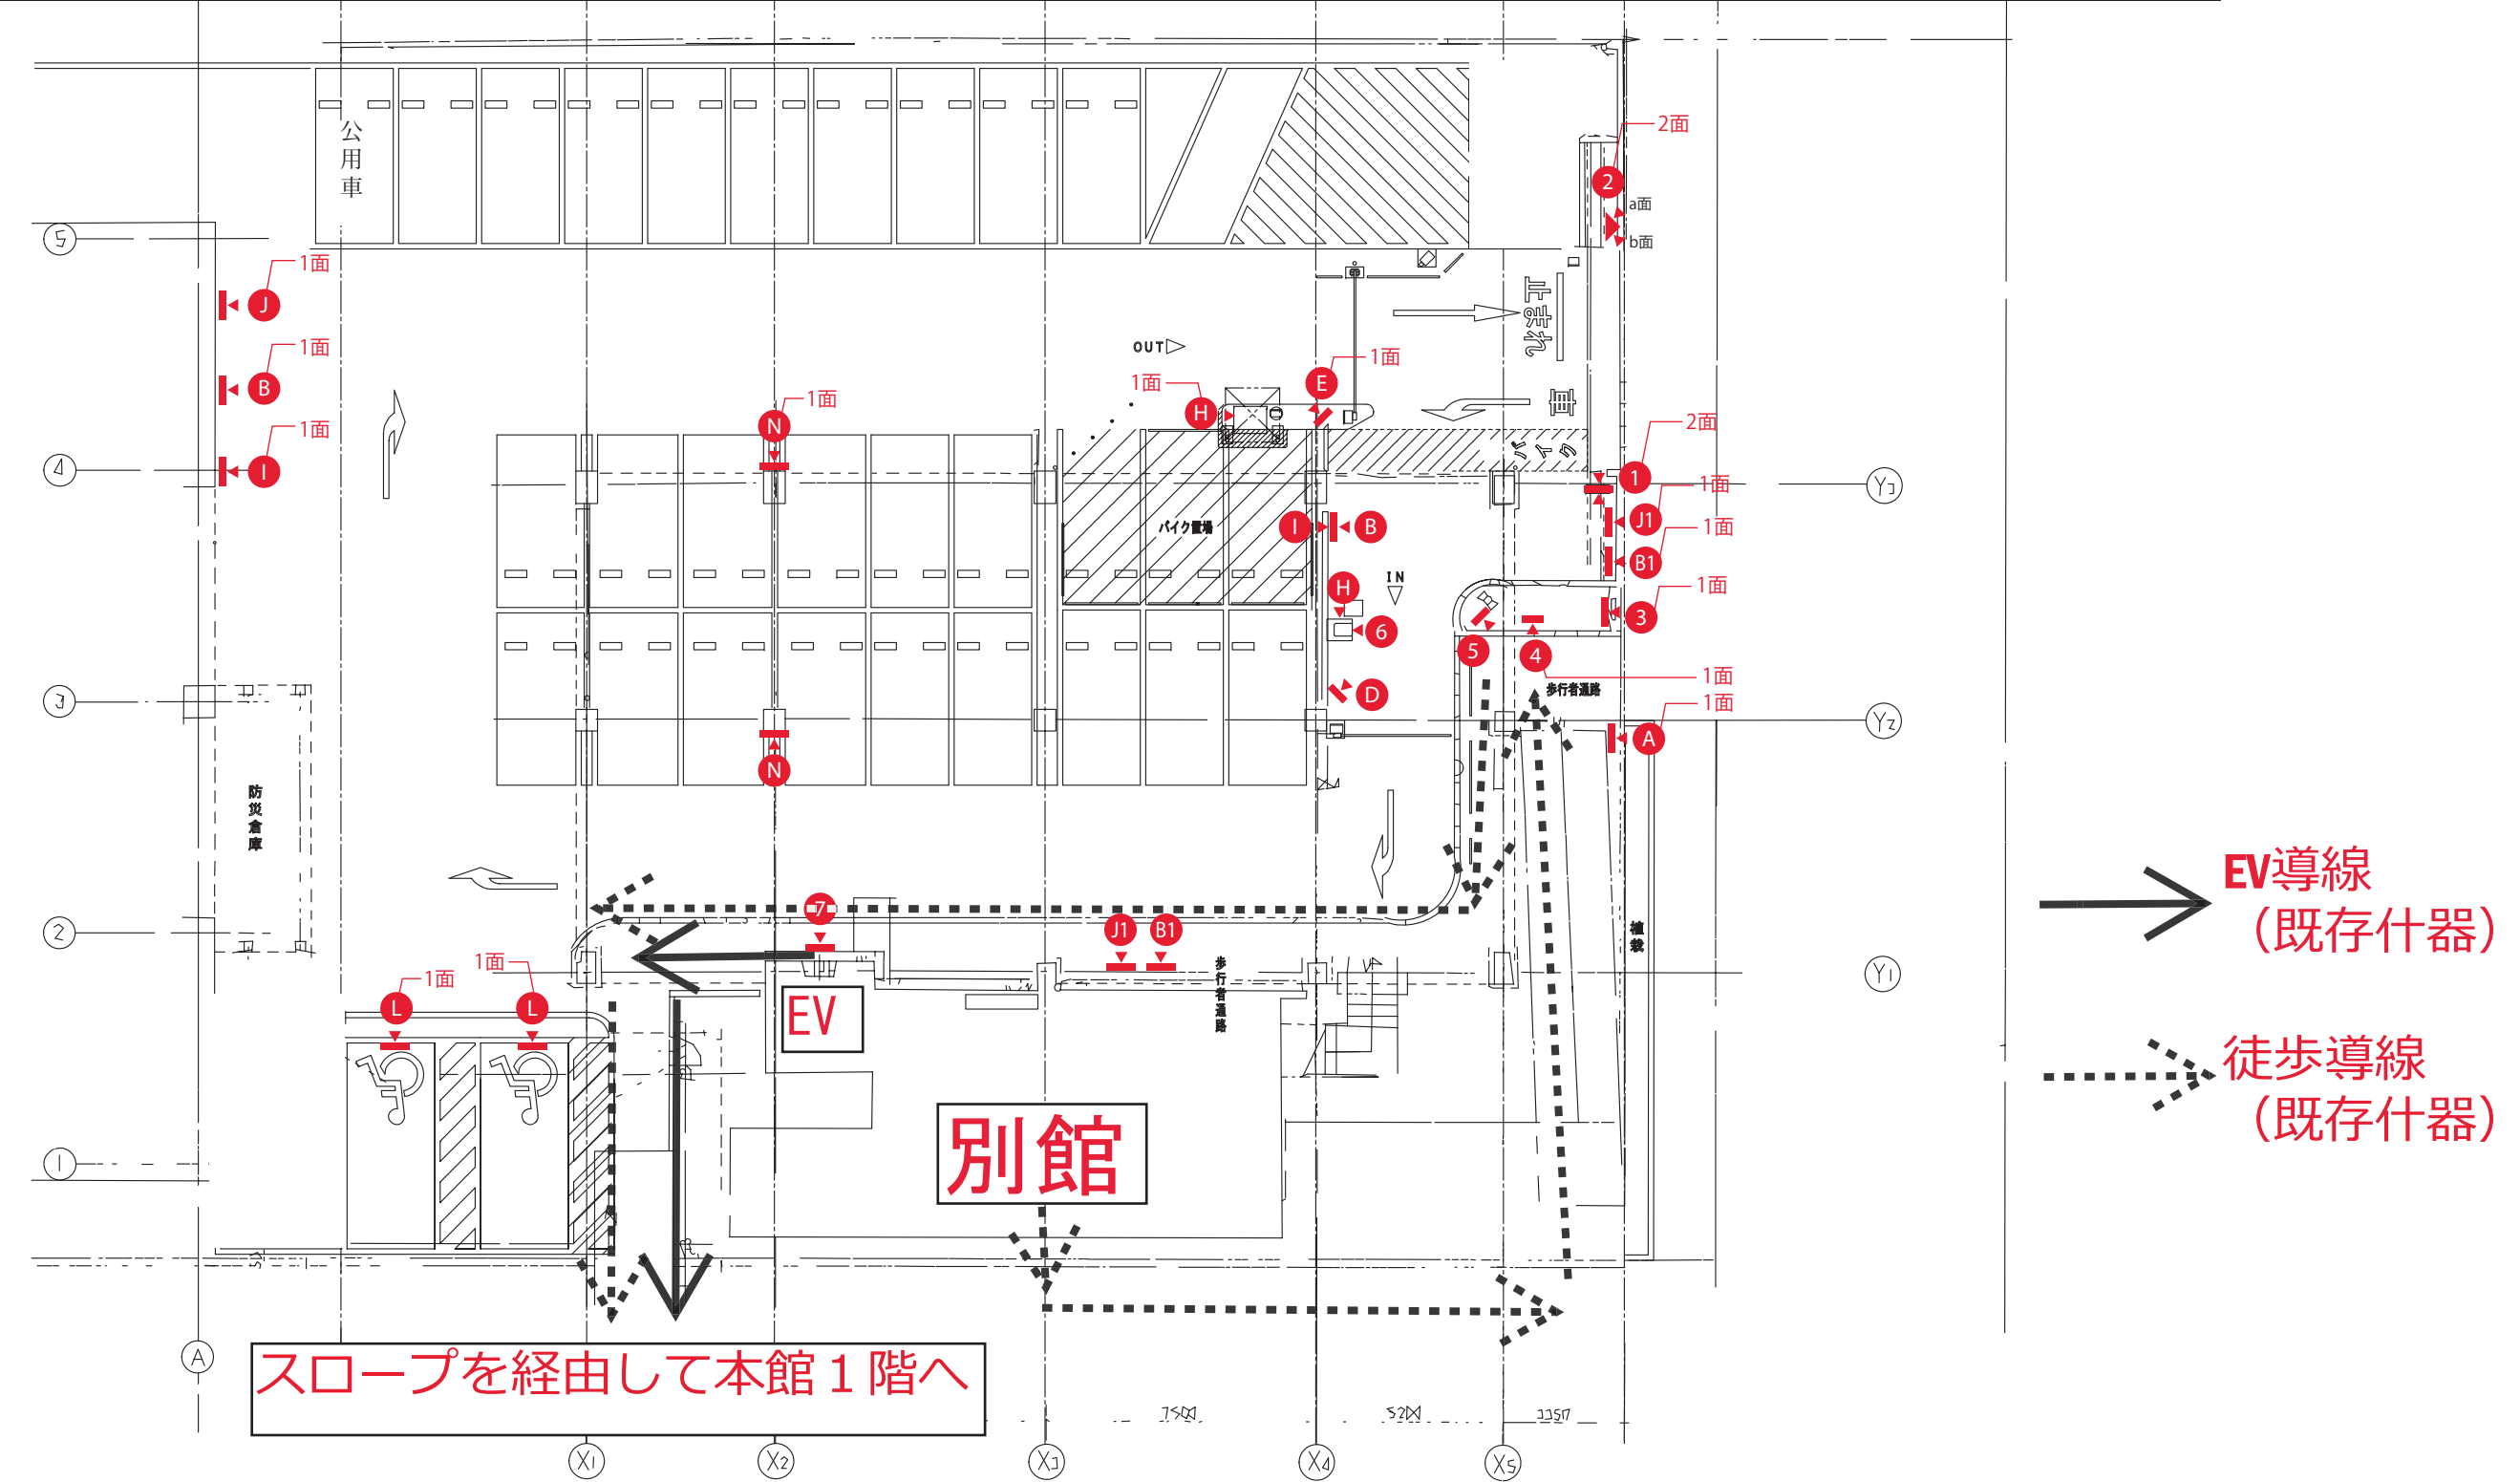 公用車
2面
2
a面
b面
5
1面
J
止まれ
OUT
1面
B
1面
E
1面
H
1面
N
車
1面
I
4
バイク
2面
1
1面
J1
Y3
バイク置場
I
B
1面
B1
IN
H
6
1面
3
5
4
1面
歩行者通路
D
1面
A
3
Y2
N
防災倉庫
EV導線
（既存什器）
7
J1
B1
植栽
2
歩行者通路
Y1
1面
L
1面
L
EV
徒歩導線
（既存什器）
別館
1
A
スロープを経由して本館1階へ
X1
X2
X3
X4
X5